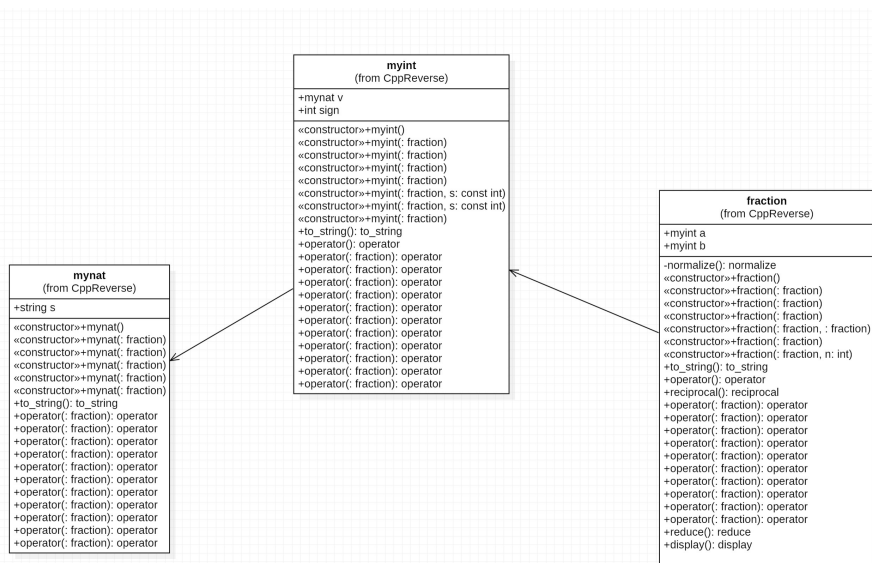 myint
(from CppReverse)
+mynat v
+int sign
«constructor»+myint()
«constructor»+myint(: fraction)
«constructor»+myint(: fraction)
«constructor»+myint(: fraction)
«constructor»+myint(: fraction)
«constructor»+myint(: fraction, s: const int)
«constructor»+myint(: fraction, s: const int)
«constructor»+myint(: fraction)
+to_string(): to_string
+operator(): operator
+operator(: fraction): operator
+operator(: fraction): operator
+operator(: fraction): operator
+operator(: fraction): operator
+operator(: fraction): operator
+operator(: fraction): operator
+operator(: fraction): operator
+operator(: fraction): operator
+operator(: fraction): operator
+operator(: fraction): operator
+operator(: fraction): operator
fraction
(from CppReverse)
+myint a
+myint b
-normalize(): normalize
«constructor»+fraction()
«constructor»+fraction(: fraction)
«constructor»+fraction(: fraction)
«constructor»+fraction(: fraction)
«constructor»+fraction(: fraction, : fraction)
«constructor»+fraction(: fraction)
«constructor»+fraction(: fraction, n: int)
+to_string(): to_string
+operator(): operator
+reciprocal(): reciprocal
+operator(: fraction): operator
+operator(: fraction): operator
+operator(: fraction): operator
+operator(: fraction): operator
+operator(: fraction): operator
+operator(: fraction): operator
+operator(: fraction): operator
+operator(: fraction): operator
+operator(: fraction): operator
+operator(: fraction): operator
+reduce(): reduce
+display(): display
mynat
(from CppReverse)
+string s
«constructor»+mynat()
«constructor»+mynat(: fraction)
«constructor»+mynat(: fraction)
«constructor»+mynat(: fraction)
«constructor»+mynat(: fraction)
«constructor»+mynat(: fraction)
+to_string(): to_string
+operator(: fraction): operator
+operator(: fraction): operator
+operator(: fraction): operator
+operator(: fraction): operator
+operator(: fraction): operator
+operator(: fraction): operator
+operator(: fraction): operator
+operator(: fraction): operator
+operator(: fraction): operator
+operator(: fraction): operator
+operator(: fraction): operator